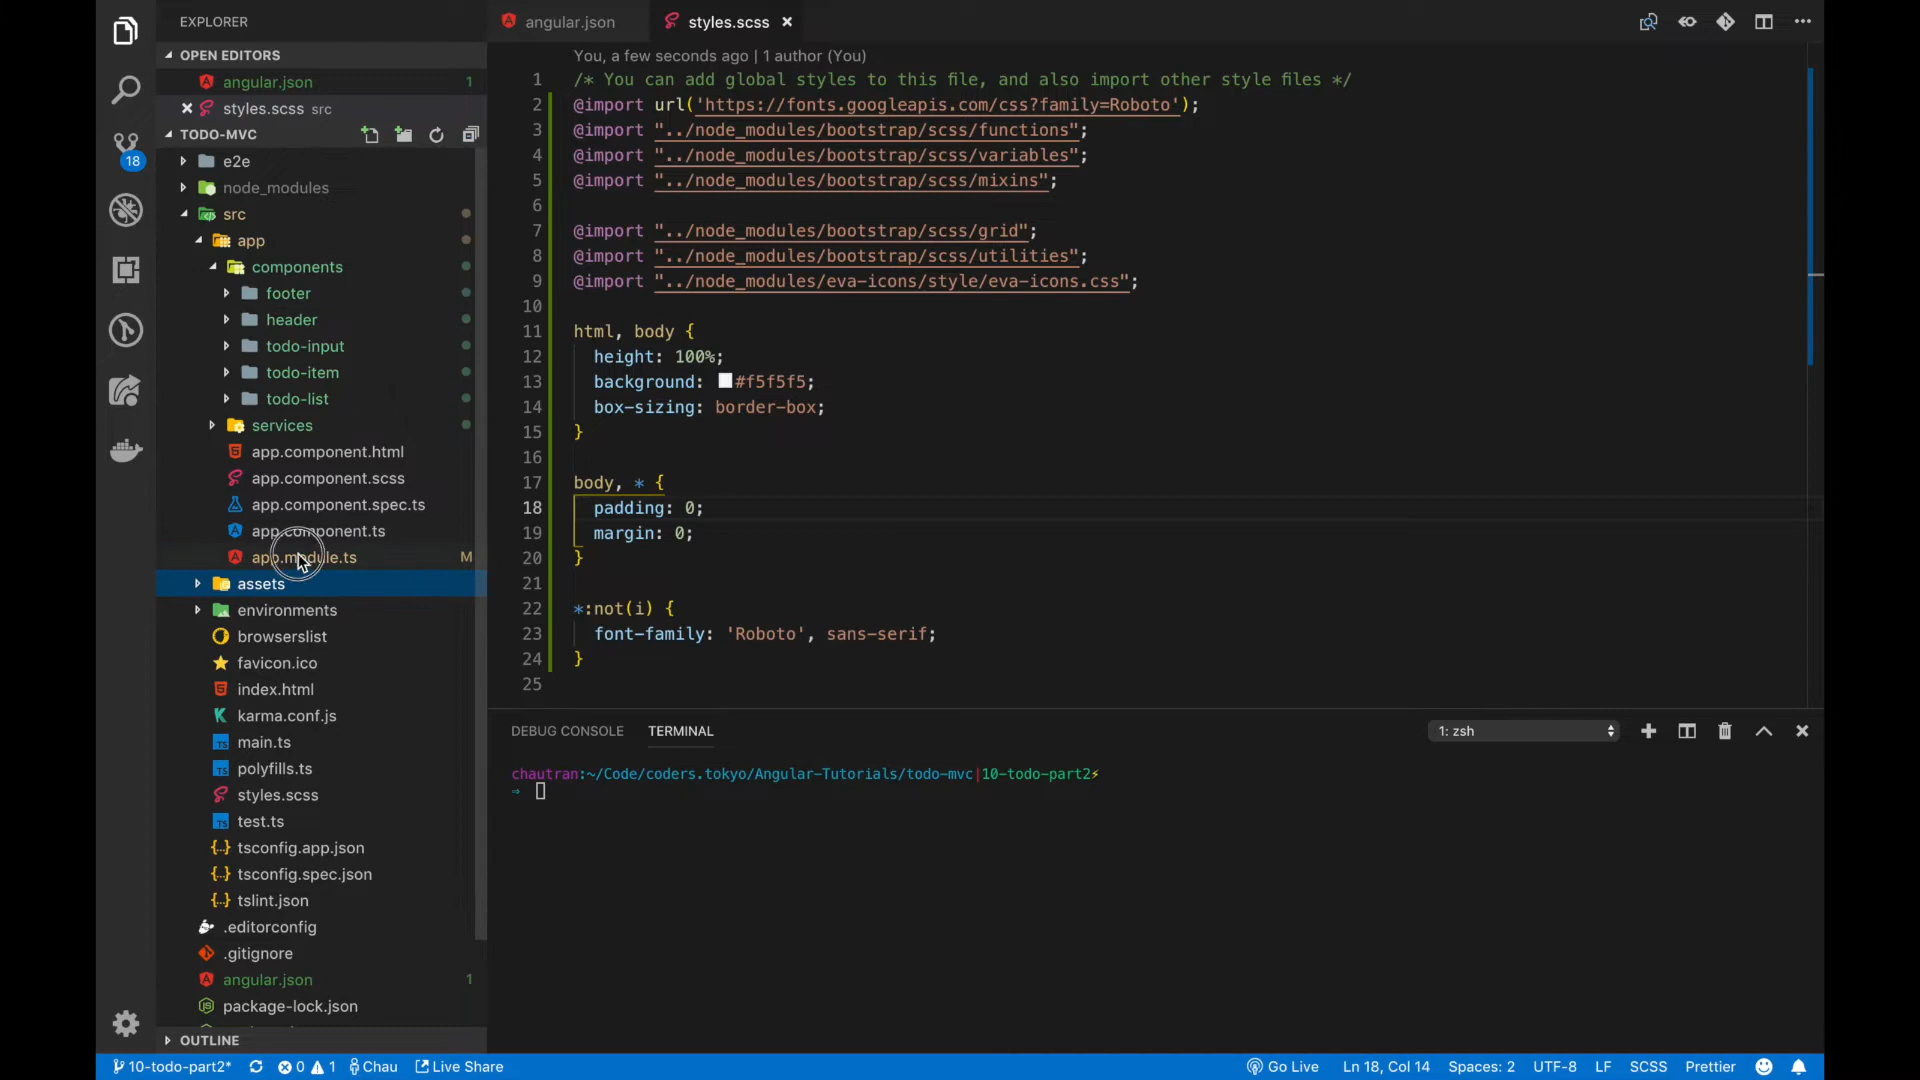 EXPLORER
OPEN EDITORS
angular.json 1
styles.scss src
TODO-MVC
18
e2e
node_modules
src
app
components
footer
header
todo-input
todo-item
todo-list
services
app.component.html
app.component.scss
app.component.spec.ts
app.component.ts
app.module.ts M
assets
environments
browserslist
favicon.ico
index.html
karma.conf.js
main.ts
polyfills.ts
styles.scss
test.ts
tsconfig.app.json
tsconfig.spec.json
tslint.json
.editorconfig
.gitignore
angular.json 1
package-lock.json
OUTLINE
angular.json styles.scss
You, a few seconds ago | 1 author (You)
1 /* You can add global styles to this file, and also import other style files */
2 @import url('https://fonts.googleapis.com/css?family=Roboto');
3 @import "../node_modules/bootstrap/scss/functions";
4 @import "../node_modules/bootstrap/scss/variables";
5 @import "../node_modules/bootstrap/scss/mixins";
6
7 @import "../node_modules/bootstrap/scss/grid";
8 @import "../node_modules/bootstrap/scss/utilities";
9 @import "../node_modules/eva-icons/style/eva-icons.css";
10
11 html, body {
12 height: 100%;
13 background: #f5f5f5;
14 box-sizing: border-box;
15 }
16
17 body, * {
18 padding: 0;
19 margin: 0;
20 }
21
22 *:not(i) {
23 font-family: 'Roboto', sans-serif;
24 }
25
DEBUG CONSOLE TERMINAL 1: zsh
chautran:~/Code/coders.tokyo/Angular-Tutorials/todo-mvc|10-todo-part2⚡
⇒
10-todo-part2* 0 1 Chau Live Share Go Live Ln 18, Col 14 Spaces: 2 UTF-8 LF SCSS Prettier